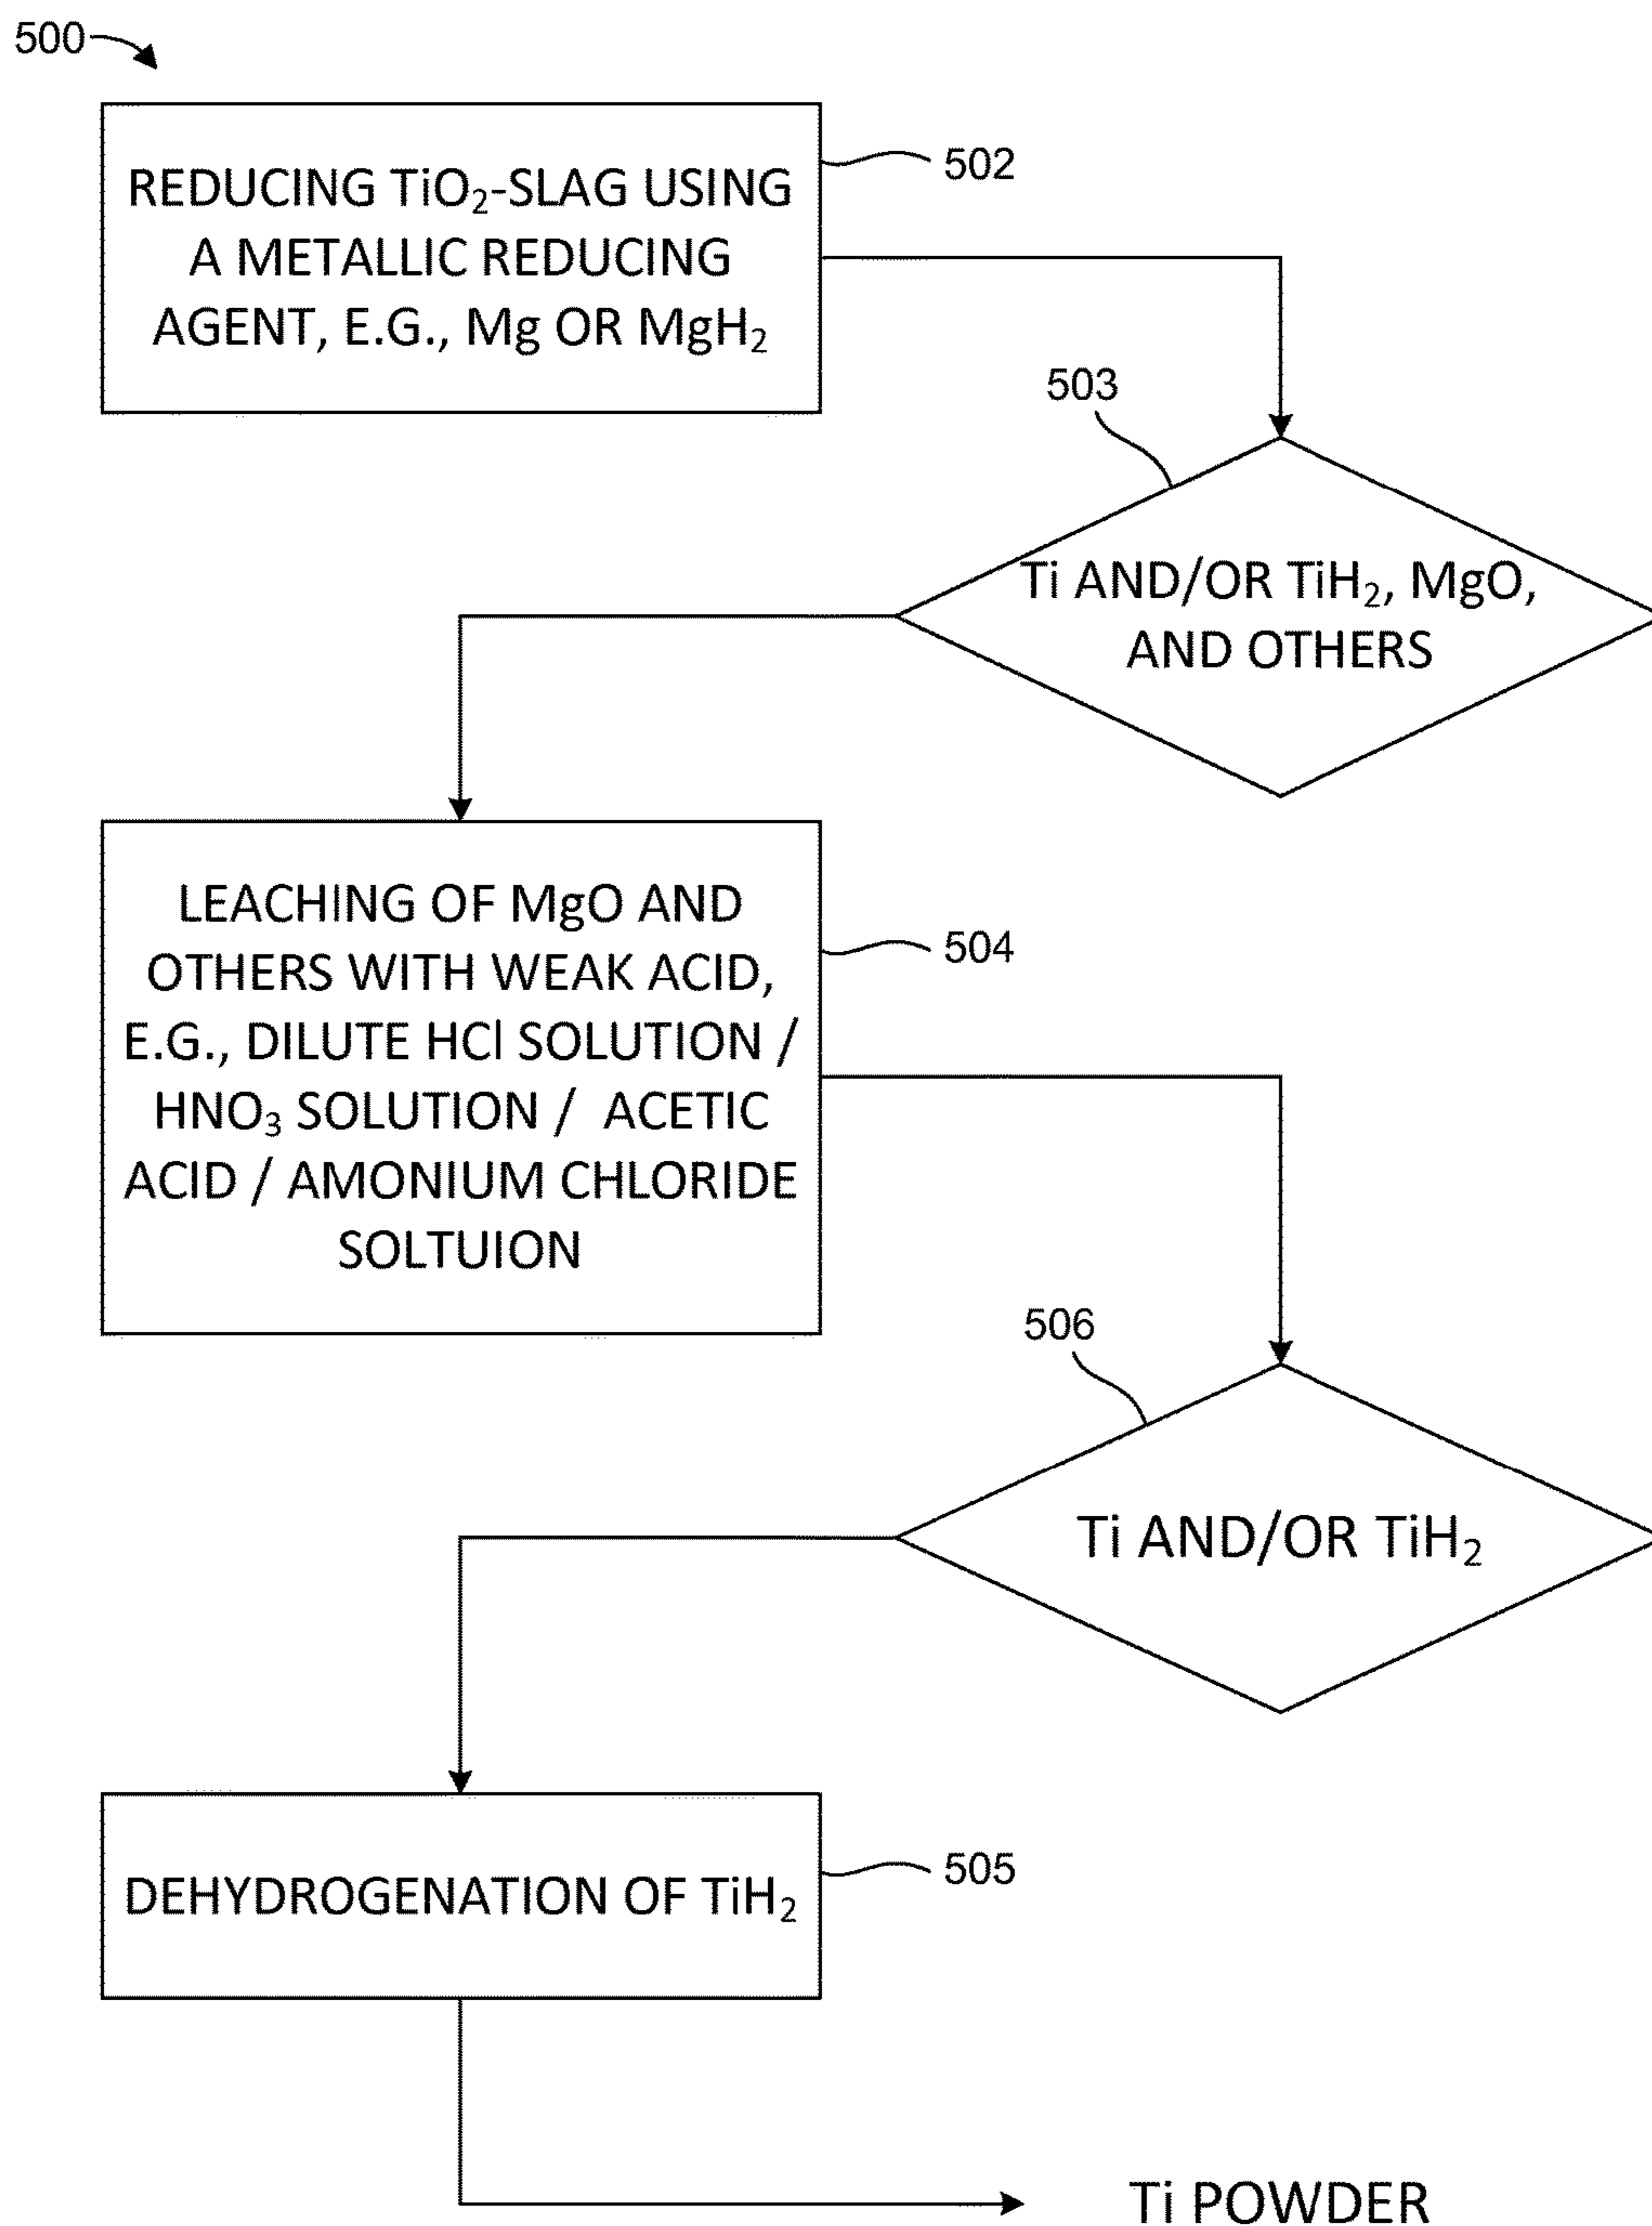 500
REDUCING TiO₂-SLAG USING
A METALLIC REDUCING
AGENT, E.G., Mg OR MgH₂
502
503
Ti AND/OR TiH₂, MgO,
AND OTHERS
LEACHING OF MgO AND
OTHERS WITH WEAK ACID,
E.G., DILUTE HCl SOLUTION /
HNO₃ SOLUTION / ACETIC
ACID / AMONIUM CHLORIDE
SOLTUION
504
506
Ti AND/OR TiH₂
DEHYDROGENATION OF TiH₂
505
Ti POWDER